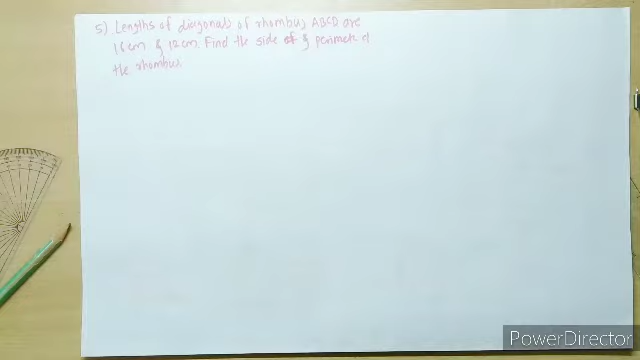 5) Lengths of diagonals of rhombus ABCD are
16 cm & 12 cm. Find the side of & perimeter of
the rhombus
PowerDirector